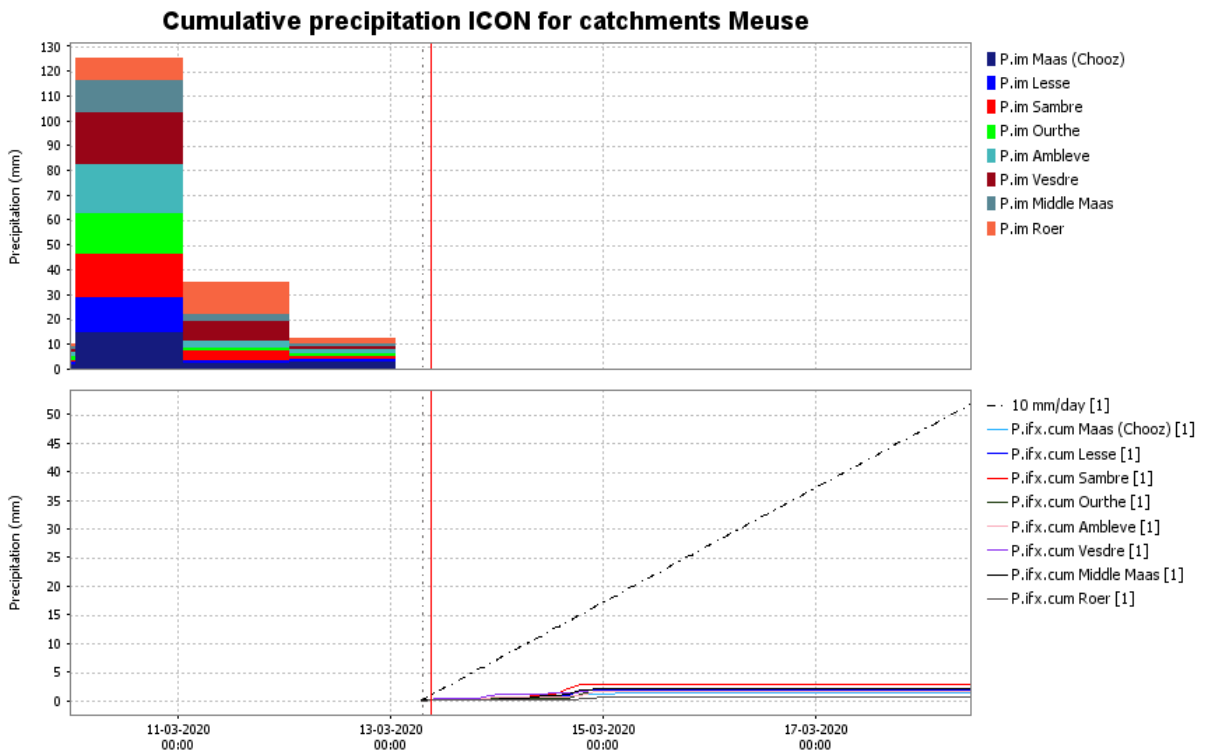 Cumulative precipitation ICON for catchments Meuse
Precipitation (mm)
130
120
110
100
90
80
70
60
50
40
30
20
10
0
P.im Maas (Chooz)
P.im Lesse
P.im Sambre
P.im Ourthe
P.im Ambleve
P.im Vesdre
P.im Middle Maas
P.im Roer
Precipitation (mm)
50
45
40
35
30
25
20
15
10
5
0
10 mm/day [1]
P.ifx.cum Maas (Chooz) [1]
P.ifx.cum Lesse [1]
P.ifx.cum Sambre [1]
P.ifx.cum Ourthe [1]
P.ifx.cum Ambleve [1]
P.ifx.cum Vesdre [1]
P.ifx.cum Middle Maas [1]
P.ifx.cum Roer [1]
11-03-2020
00:00
13-03-2020
00:00
15-03-2020
00:00
17-03-2020
00:00